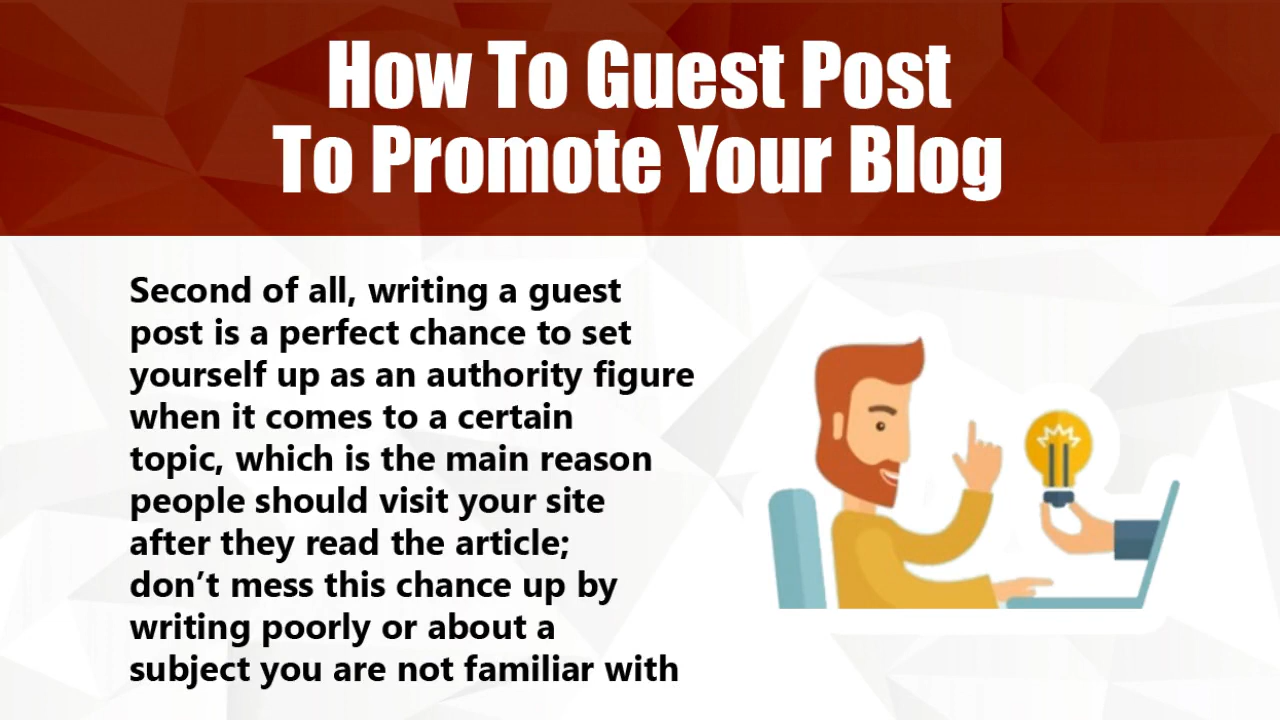 How To Guest Post
To Promote Your Blog
Second of all, writing a guest
post is a perfect chance to set
yourself up as an authority figure
when it comes to a certain
topic, which is the main reason
people should visit your site
after they read the article;
don’t mess this chance up by
writing poorly or about a
subject you are not familiar with